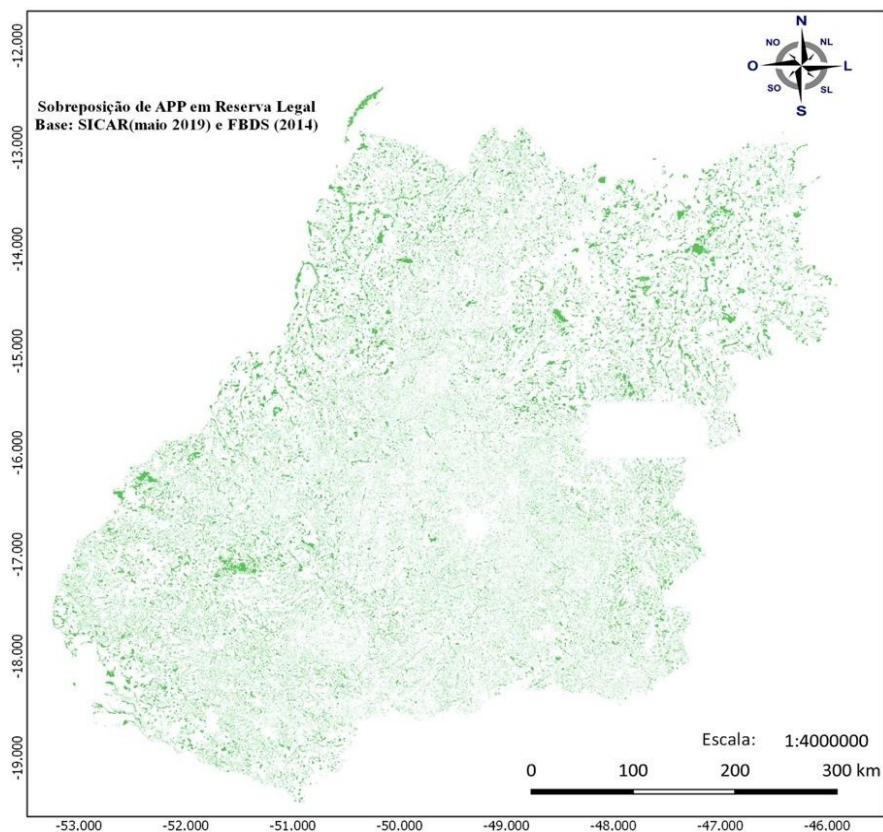 N
NO
NL
O
L
SO
SL
S
Sobreposição de APP em Reserva Legal
Base: SICAR(maio 2019) e FBDS (2014)
-12.000
-13.000
-14.000
-15.000
-16.000
-17.000
-18.000
-19.000
Escala: 1:4000000
0 100 200 300 km
-53.000 -52.000 -51.000 -50.000 -49.000 -48.000 -47.000 -46.000